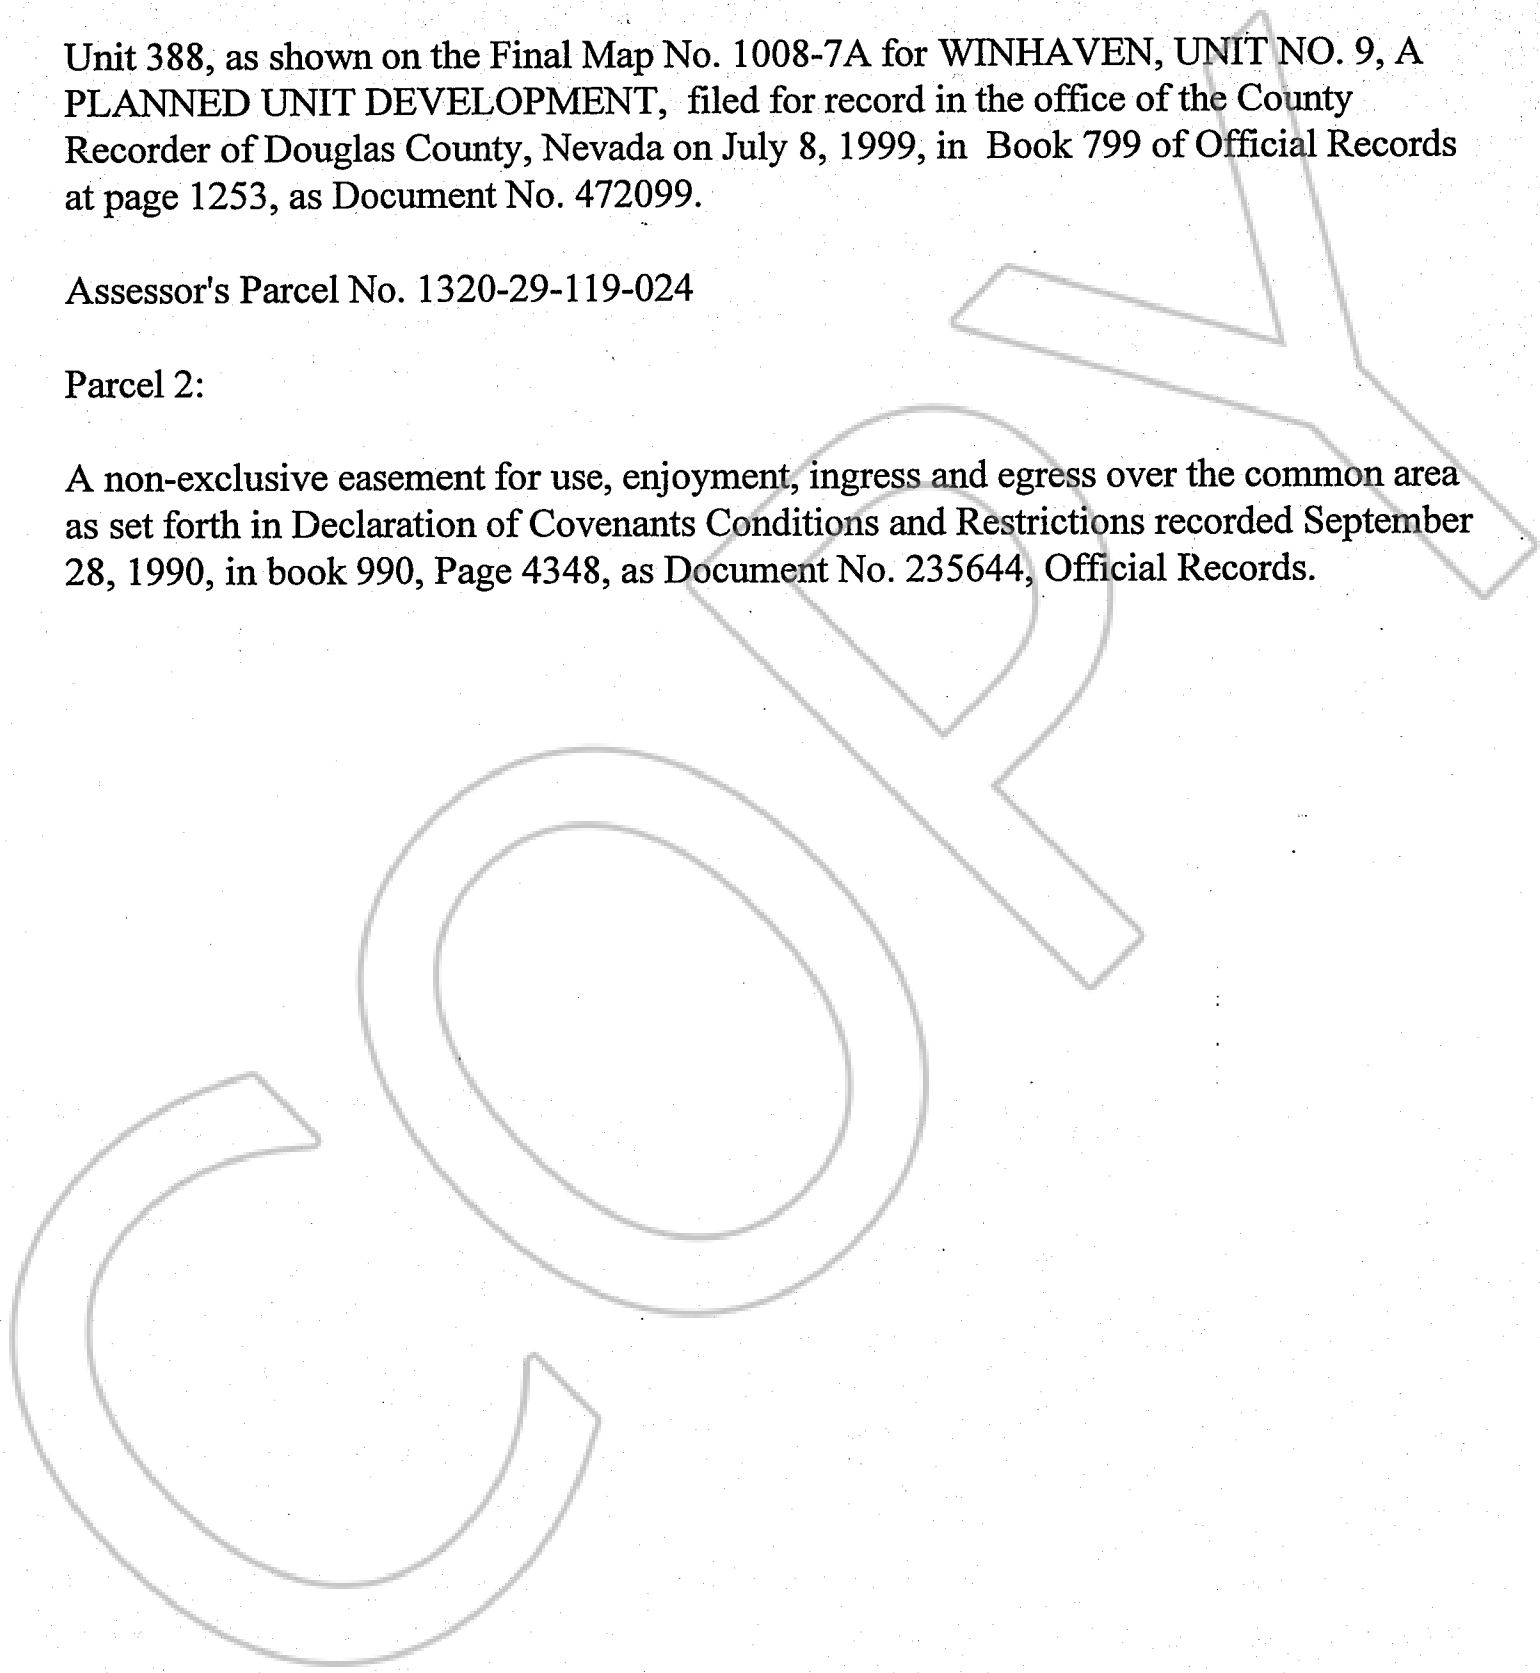 Unit 388, as shown on the Final Map No. 1008-7A for WINHAVEN, UNIT NO. 9, A
PLANNED UNIT DEVELOPMENT, filed for record in the office of the County
Recorder of Douglas County, Nevada on July 8, 1999, in Book 799 of Official Records
at page 1253, as Document No. 472099.
Assessor's Parcel No. 1320-29-119-024
Parcel 2:
A non-exclusive easement for use, enjoyment, ingress and egress over the common area
as set forth in Declaration of Covenants Conditions and Restrictions recorded September
28, 1990, in book 990, Page 4348, as Document No. 235644, Official Records.
COPY